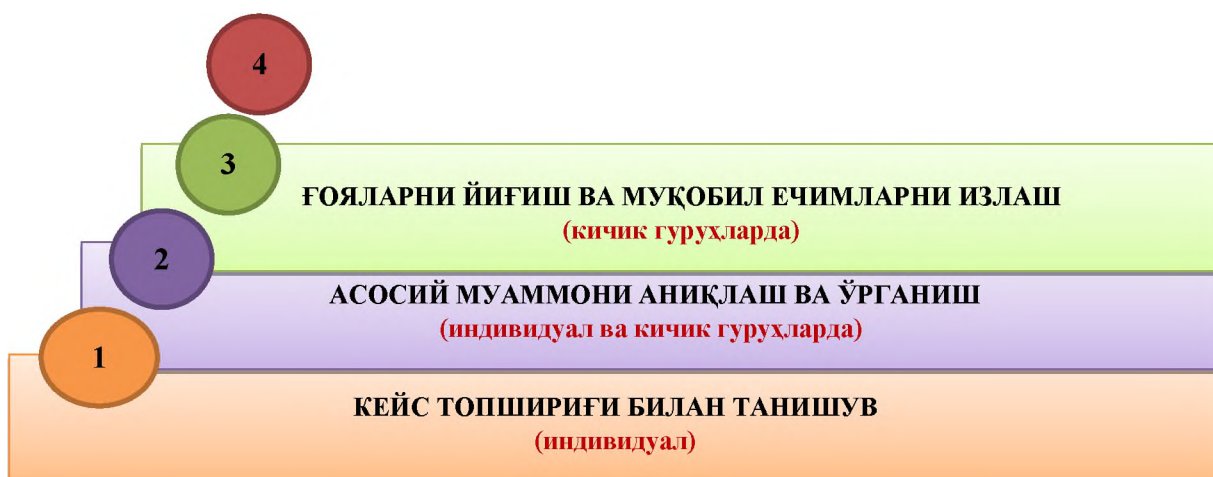 4
3
ҒОЯЛАРНИ ЙИҒИШ ВА МУҚОБИЛ ЕЧИМЛАРНИ ИЗЛАШ
(кичик гуруҳларда)
2
АСОСИЙ МУАММОНИ АНИҚЛАШ ВА ЎРГАНИШ
(индивидуал ва кичик гуруҳларда)
1
КЕЙС ТОПШИРИҒИ БИЛАН ТАНИШУВ
(индивидуал)